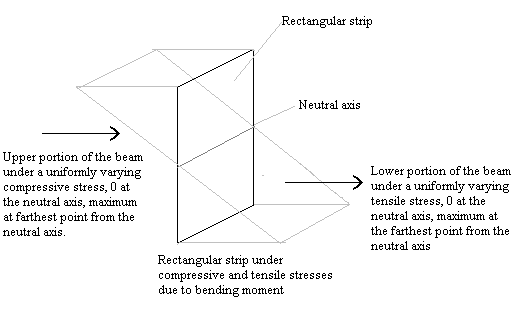 Rectangular strip
Neutral axis
Upper portion of the beam
under a uniformly varying
compressive stress, 0 at
the neutral axis, maximum
at farthest point from the
neutral axis.
Lower portion of the beam
under a uniformly varying
tensile stress, 0 at the
neutral axis, maximum at
the farthest point from the
neutral axis
Rectangular strip under
compressive and tensile stresses
due to bending moment